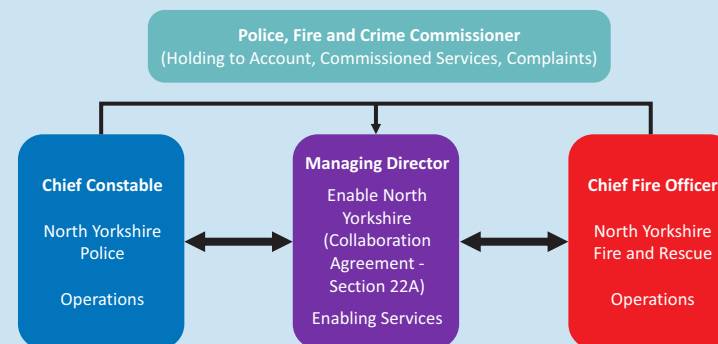 Police, Fire and Crime Commissioner
(Holding to Account, Commissioned Services, Complaints)
Chief Constable
North Yorkshire
Police
Operations
Managing Director
Enable North
Yorkshire
(Collaboration
Agreement -
Section 22A)
Enabling Services
Chief Fire Officer
North Yorkshire
Fire and Rescue
Operations